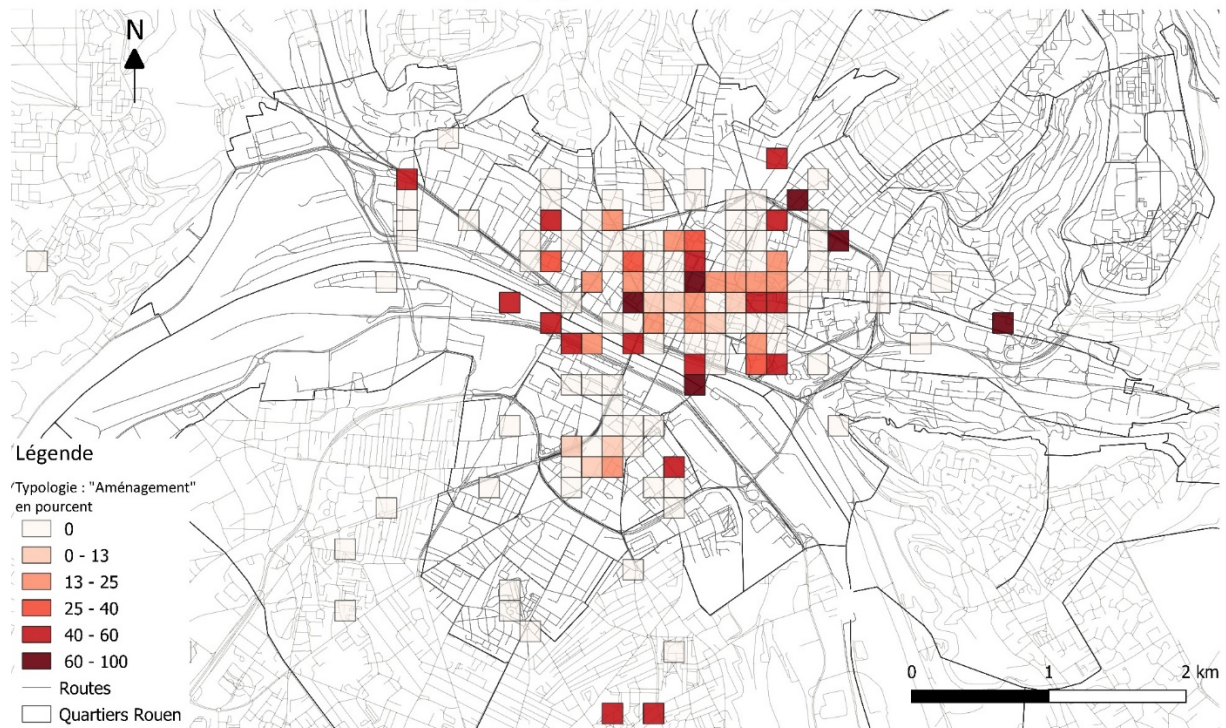 N
Légende
Typologie : "Aménagement"
en pourcent
0
0 - 13
13 - 25
25 - 40
40 - 60
60 - 100
Routes
Quartiers Rouen
0 1 2 km